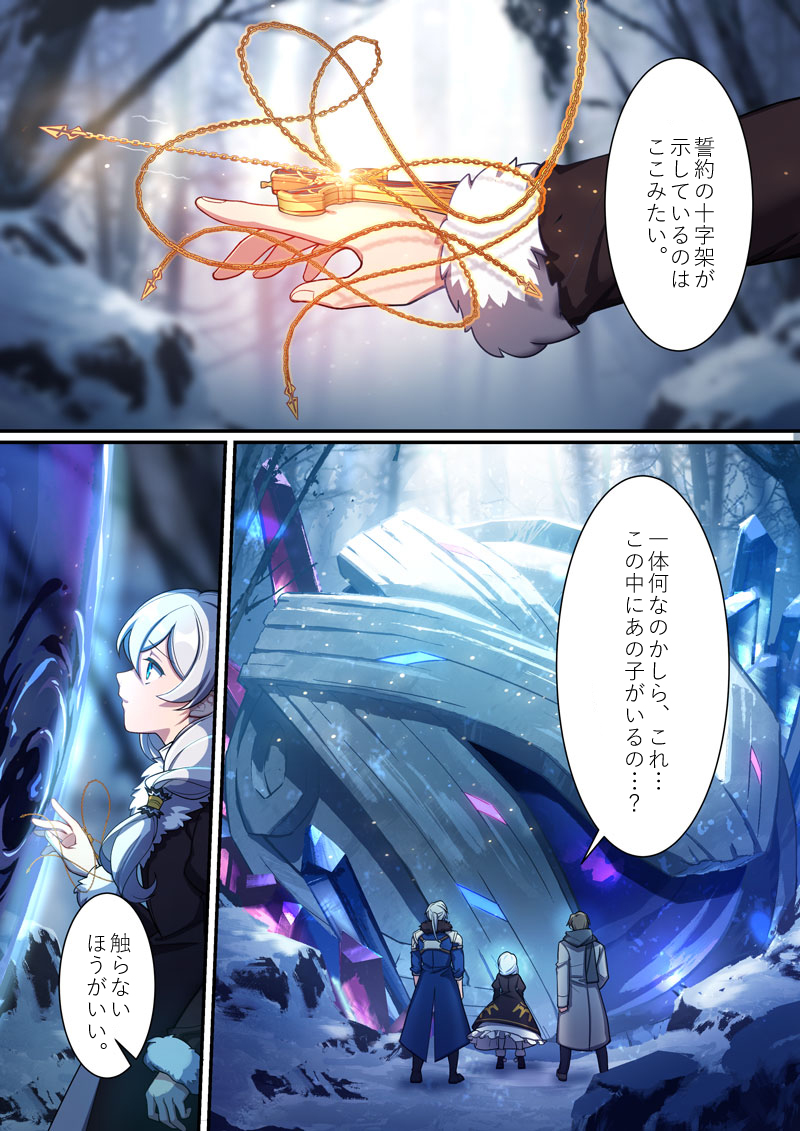 誓約の十字架が
示しているのは
ここみたい。
一体何なのかしら、これ…
この中にあの子がいるの…?
触らない
ほうがいい。